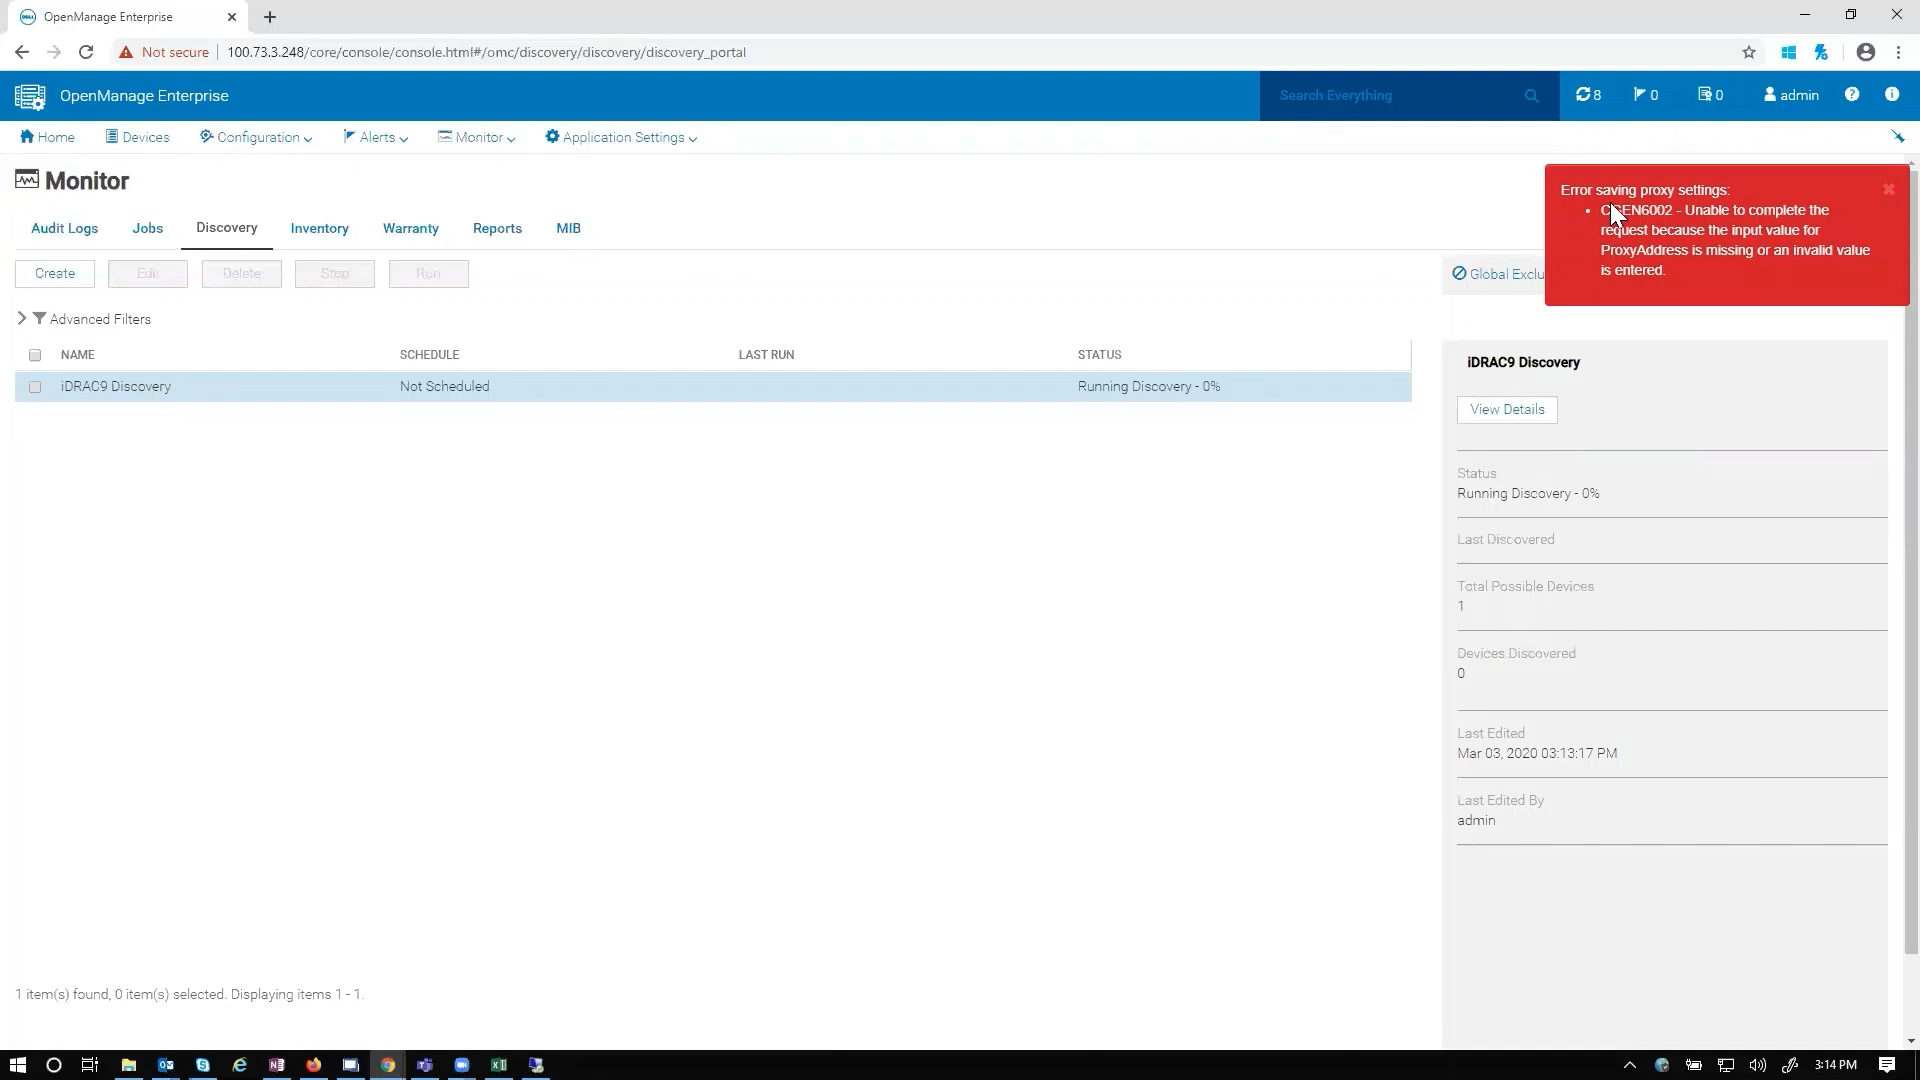 OpenManage Enterprise
Not secure
100.73.3.248/core/console/console.html#/omc/discovery/discovery/discovery_portal
OpenManage Enterprise
Search Everything
8
0
0
admin
Home
Devices
Configuration
Alerts
Monitor
Application Settings
Monitor
Error saving proxy settings:
Unable to complete the
request because the input value for
ProxyAddress is missing or an invalid value
is entered.
Audit Logs
Jobs
Discovery
Inventory
Warranty
Reports
MIB
Create
Edit
Delete
Stop
Run
Global Exclu
Advanced Filters
NAME
SCHEDULE
LAST RUN
STATUS
iDRAC9 Discovery
Not Scheduled
Running Discovery - 0%
iDRAC9 Discovery
View Details
Status
Running Discovery - 0%
Last Discovered
Total Possible Devices
1
Devices Discovered
0
Last Edited
Mar 03, 2020 03:13:17 PM
Last Edited By
admin
1 item(s) found, 0 item(s) selected. Displaying items 1 - 1.
3:14 PM